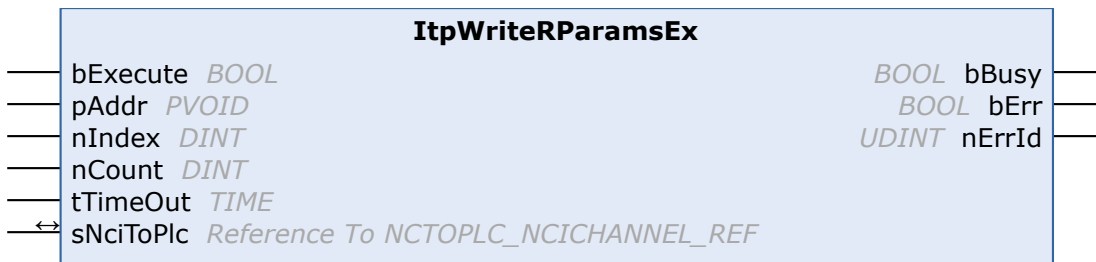 ItpWriteRParamsEx
bExecute BOOL BOOL bBusy
pAddr PVOID BOOL bErr
nIndex DINT UDINT nErrId
nCount DINT
tTimeOut TIME
↔ sNciToPlc Reference To NCTOPLC_NCICHANNEL_REF